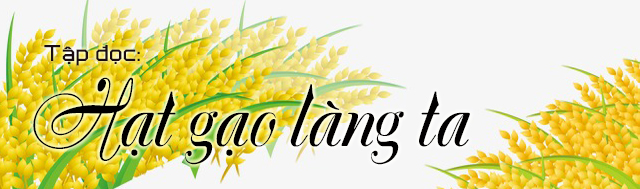 Tập đọc:
Hạt gạo làng ta